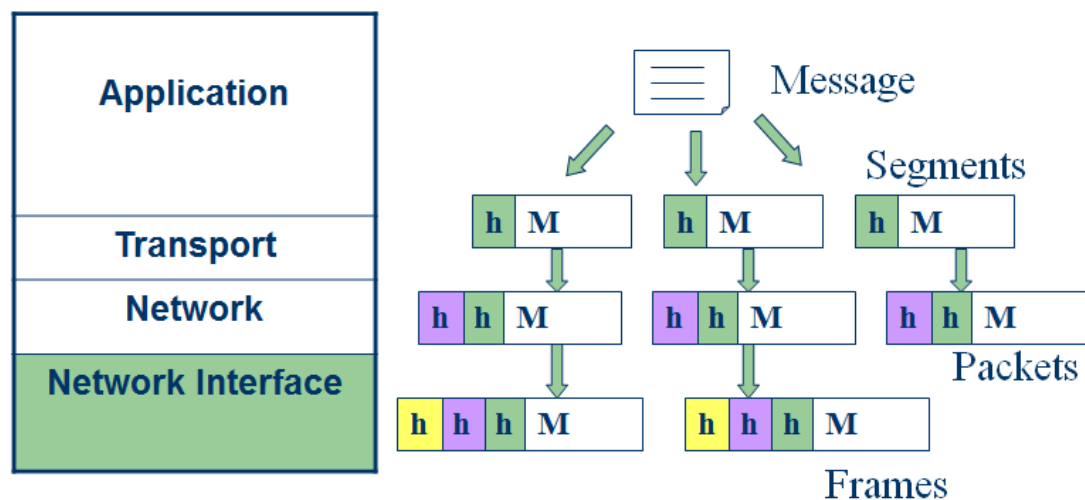 Application
Message
Segments
h M h M h M
Transport
Network
h h M h h M h h M
Packets
Network Interface
h h h M h h h M
Frames